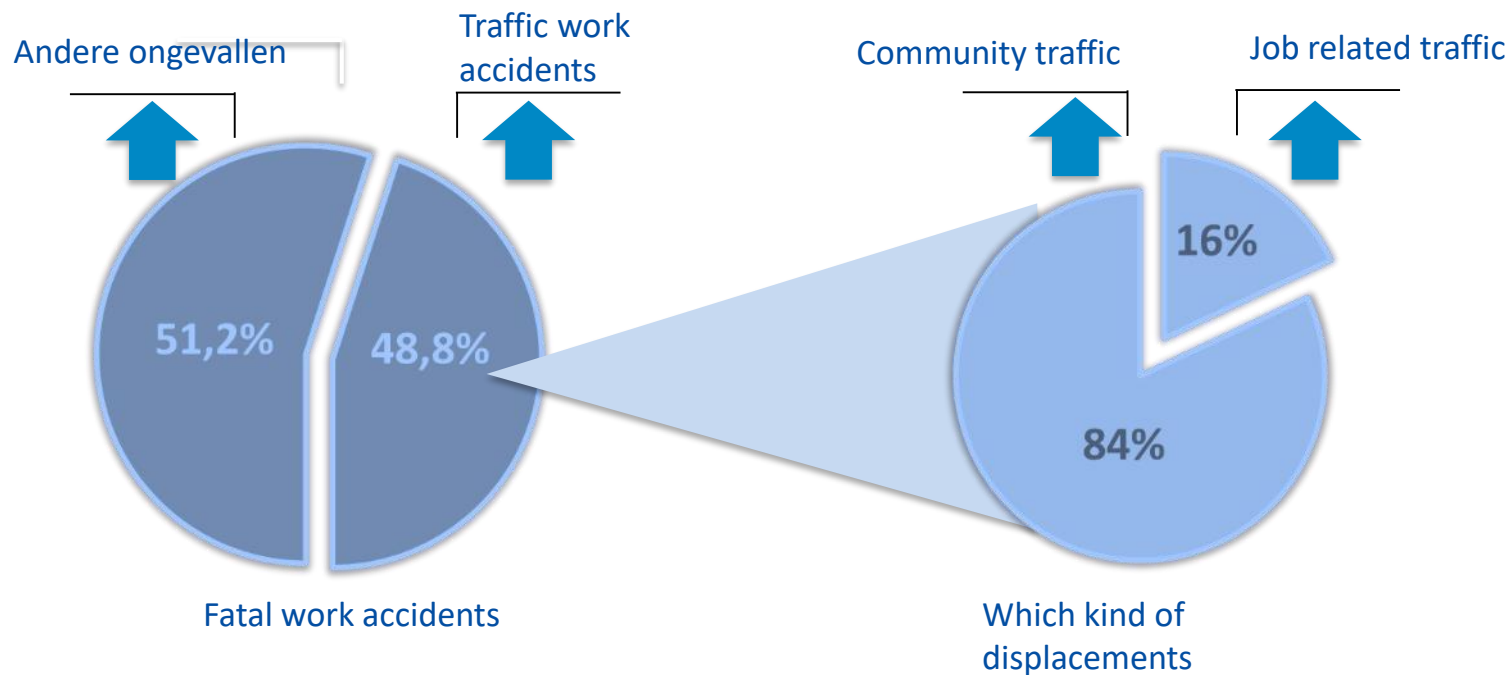 Andere ongevallen
Traffic work
accidents
Community traffic
Job related traffic
51,2%
48,8%
16%
84%
Fatal work accidents
Which kind of
displacements